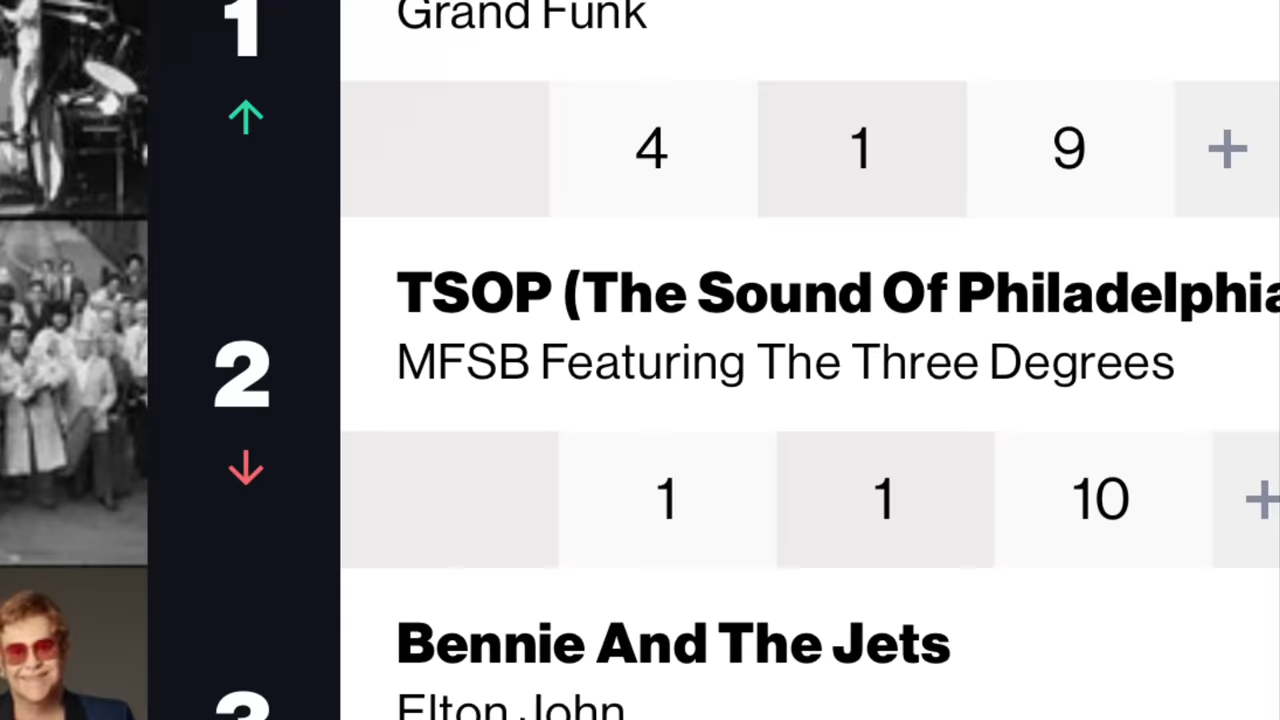 1
Grand Funk
4 1 9 +
TSOP (The Sound Of Philadelphia
2
MFSB Featuring The Three Degrees
1 1 10 +
Bennie And The Jets
3
Elton John